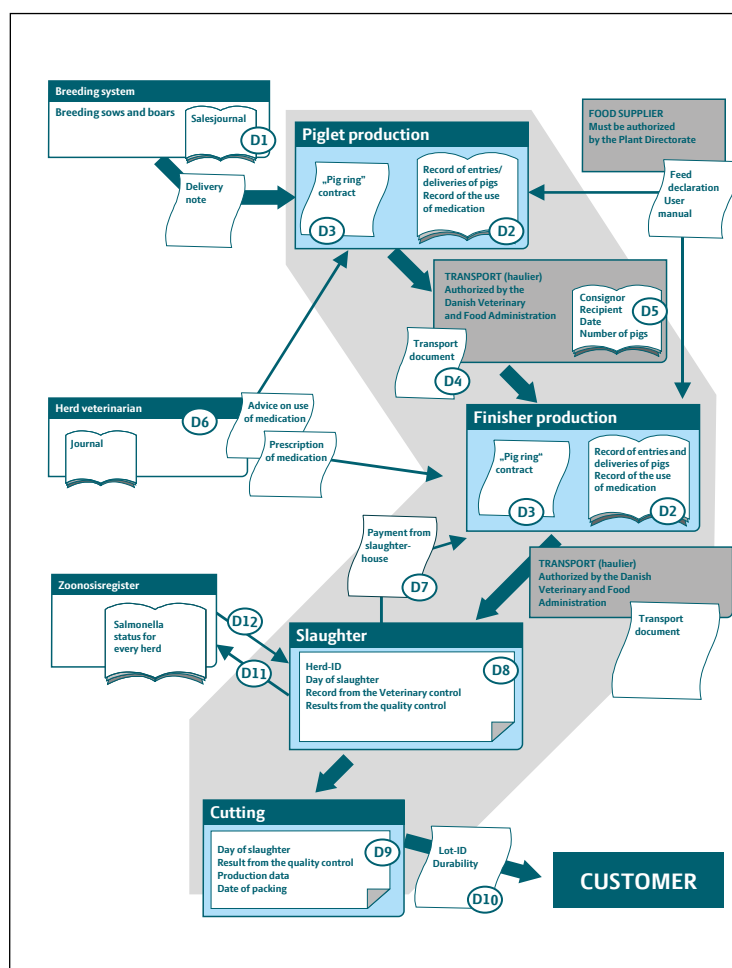 Breeding system
Breeding sows and boars
Salesjournal
D1
Delivery
note
Piglet production
„Pig ring“
contract
D3
Record of entries/
deliveries of pigs
Record of the use
of medication
D2
FOOD SUPPLIER
Must be authorized
by the Plant Directorate
Feed
declaration
User
manual
TRANSPORT (haulier)
Authorized by the
Danish Veterinary
and Food Administration
Consignor
Recipient
Date
Number of pigs
D5
Transport
document
D4
Herd veterinarian
D6
Journal
Advice on use
of medication
Prescription
of medication
Finisher production
„Pig ring“
contract
D3
Record of entries and
deliveries of pigs
Record of the use
of medication
D2
Payment from
slaughter-
house
D7
TRANSPORT (haulier)
Authorized by the Danish
Veterinary and Food
Administration
Transport
document
Zoonosisregister
Salmonella
status for
every herd
D12
D11
Slaughter
Herd-ID
Day of slaughter
Record from the Veterinary control
Results from the quality control
D8
Cutting
Day of slaughter
Result from the quality control
Production data
Date of packing
D9
Lot-ID
Durability
D10
CUSTOMER